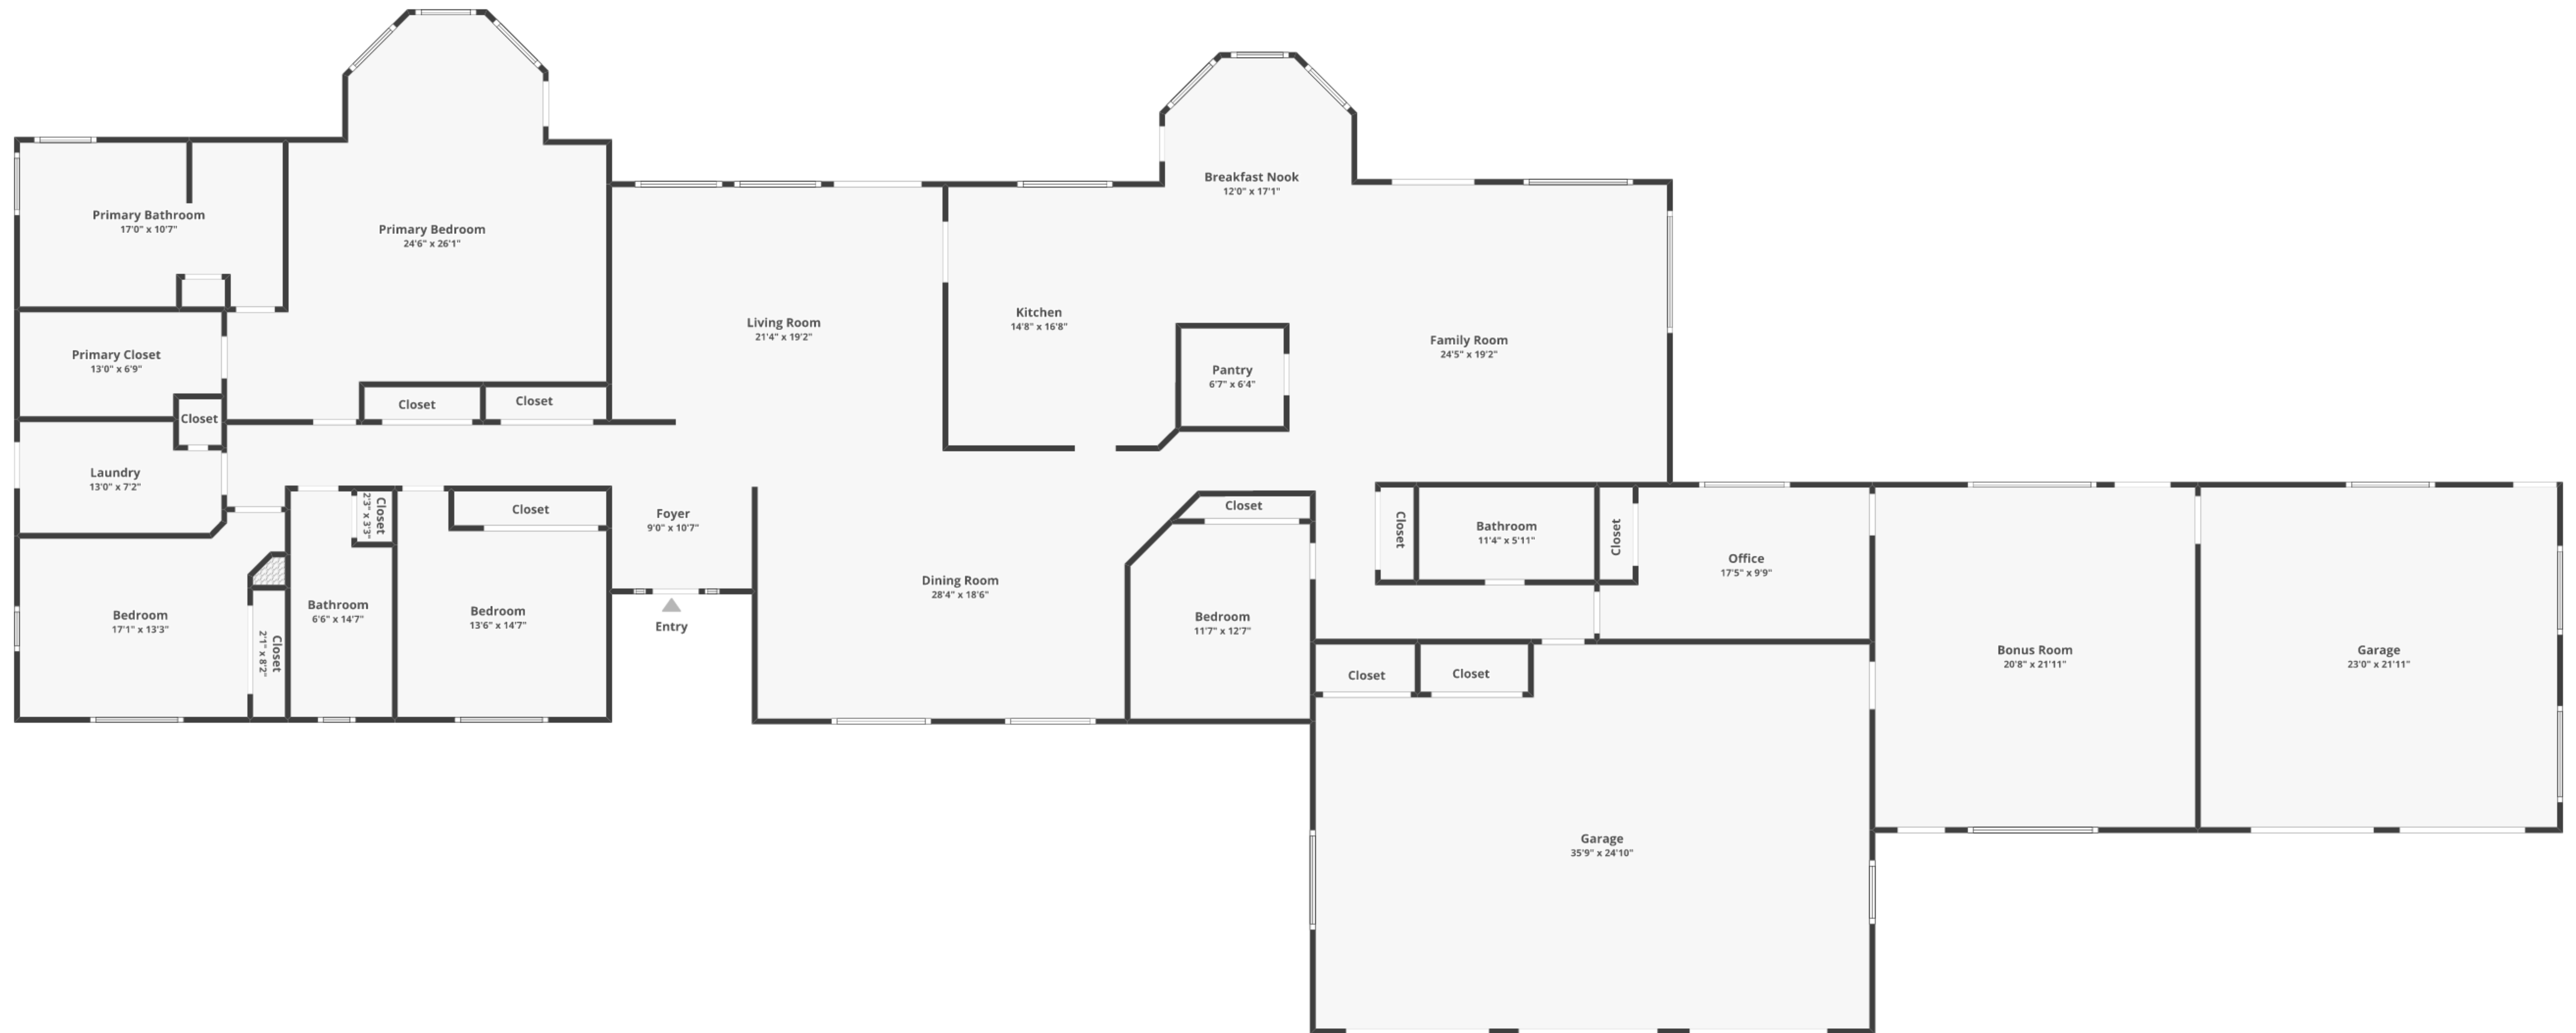 Breakfast Nook
12'0" x 17'1"
Primary Bathroom
17'0" x 10'7"
Primary Bedroom
24'6" x 26'1"
Living Room
21'4" x 19'2"
Kitchen
14'8" x 16'8"
Family Room
24'5" x 19'2"
Primary Closet
13'0" x 6'9"
Pantry
6'7" x 6'4"
Closet
Closet
Closet
Laundry
13'0" x 7'2"
Closet
2'3" x 3'3"
Closet
Foyer
9'0" x 10'7"
Closet
Closet
Bathroom
11'4" x 5'11"
Closet
Office
17'5" x 9'9"
Bedroom
17'1" x 13'3"
Closet
2'1" x 8'2"
Bathroom
6'6" x 14'7"
Bedroom
13'6" x 14'7"
Entry
Dining Room
28'4" x 18'6"
Bedroom
11'7" x 12'7"
Closet
Closet
Bonus Room
20'8" x 21'11"
Garage
23'0" x 21'11"
Garage
35'9" x 24'10"